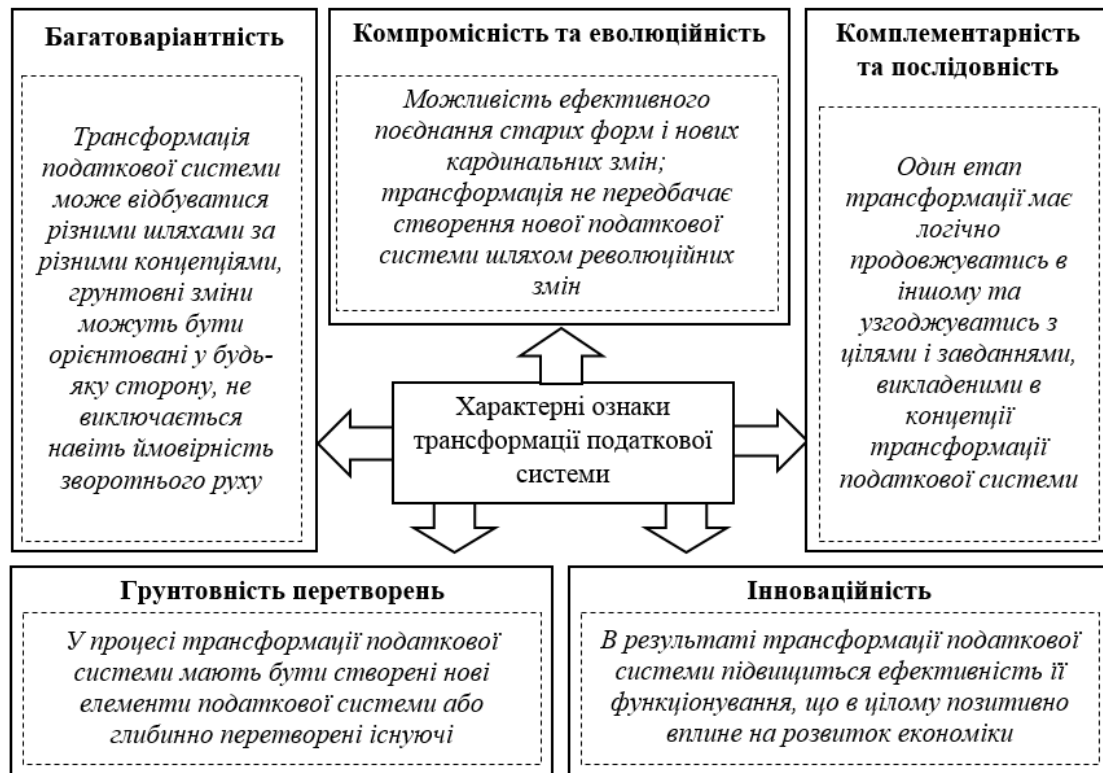 Багатоваріантність
Трансформація
податкової системи
може відбуватися
різними шляхами за
різними концепціями,
грунтовні зміни
можуть бути
орієнтовані у будь-
яку сторону, не
виключається
навіть ймовірність
зворотнього руху
Компромісність та еволюційність
Можливість ефективного
поєднання старих форм і нових
кардинальних змін;
трансформація не передбачає
створення нової податкової
системи шляхом революційних
змін
Комплементарність
та послідовність
Один етап
трансформації має
логічно
продовжуватись в
іншому та
узгоджуватись з
цілями і завданнями,
викладеними в
концепції
трансформації
податкової системи
Характерні ознаки
трансформації податкової
системи
Грунтовність перетворень
У процесі трансформації податкової
системи мають бути створені нові
елементи податкової системи або
глибинно перетворені існуючі
Інноваційність
В результаті трансформації податкової
системи підвищиться ефективність її
функціонування, що в цілому позитивно
вплине на розвиток економіки